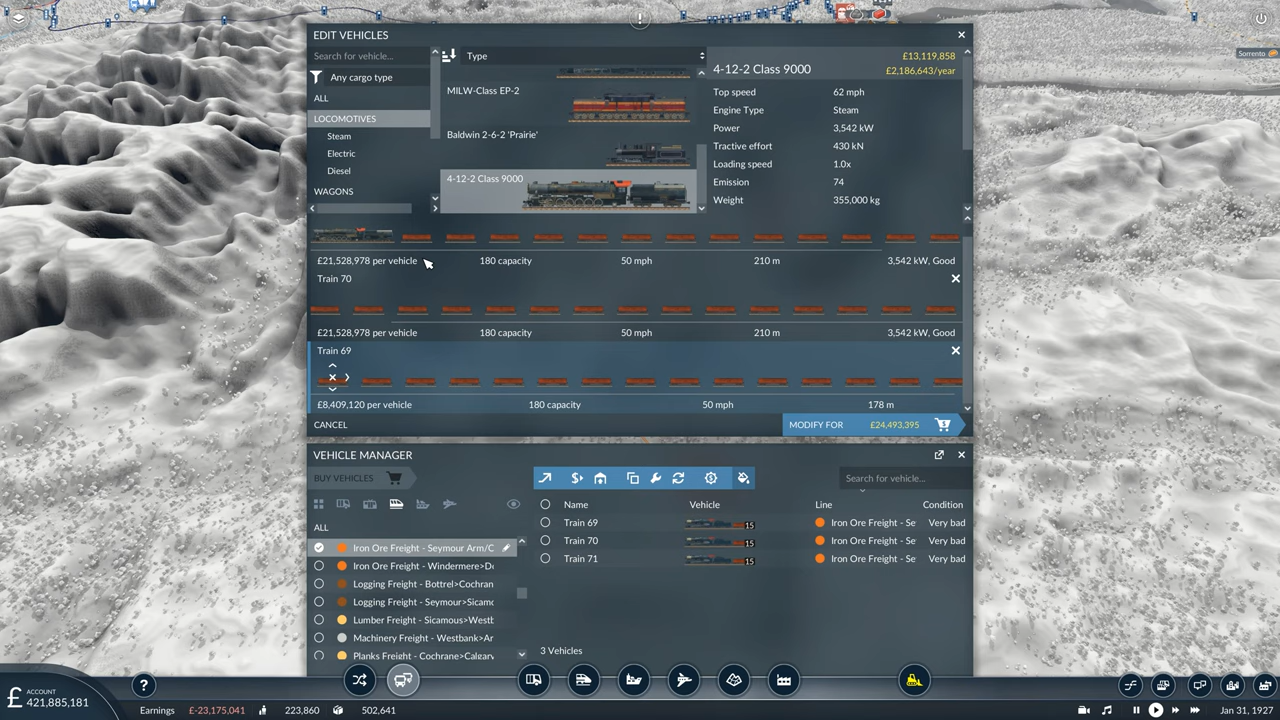 EDIT VEHICLES
Search for vehicle...
Type
Any cargo type
ALL
LOCOMOTIVES
Steam
Electric
Diesel
WAGONS
MILW-Class EP-2
Baldwin 2-6-2 'Prairie'
4-12-2 Class 9000
4-12-2 Class 9000
£13,119,858
£2,186,643/year
Top speed 62 mph
Engine Type Steam
Power 3,542 kW
Tractive effort 430 kN
Loading speed 1.0x
Emission 74
Weight 355,000 kg
£21,528,978 per vehicle 180 capacity 50 mph 210 m 3,542 kW, Good
Train 70
£21,528,978 per vehicle 180 capacity 50 mph 210 m 3,542 kW, Good
Train 69
£8,409,120 per vehicle 180 capacity 50 mph 178 m
CANCEL
MODIFY FOR £24,493,395
Sorrento
VEHICLE MANAGER
BUY VEHICLES
Search for vehicle...
ALL
Iron Ore Freight - Seymour Arm/C
Iron Ore Freight - Windermere>De
Logging Freight - Bottrel>Cochran
Logging Freight - Seymour>Sicamo
Lumber Freight - Sicamous>Westb
Machinery Freight - Westbank>Ar
Planks Freight - Cochrane>Calgary
Name Vehicle Line Condition
Train 69 15 Iron Ore Freight - Se Very bad
Train 70 15 Iron Ore Freight - Se Very bad
Train 71 15 Iron Ore Freight - Se Very bad
3 Vehicles
£ ACCOUNT
421,885,181
?
Earnings £-23,175,041 223,860 502,641
Jan 31, 1927